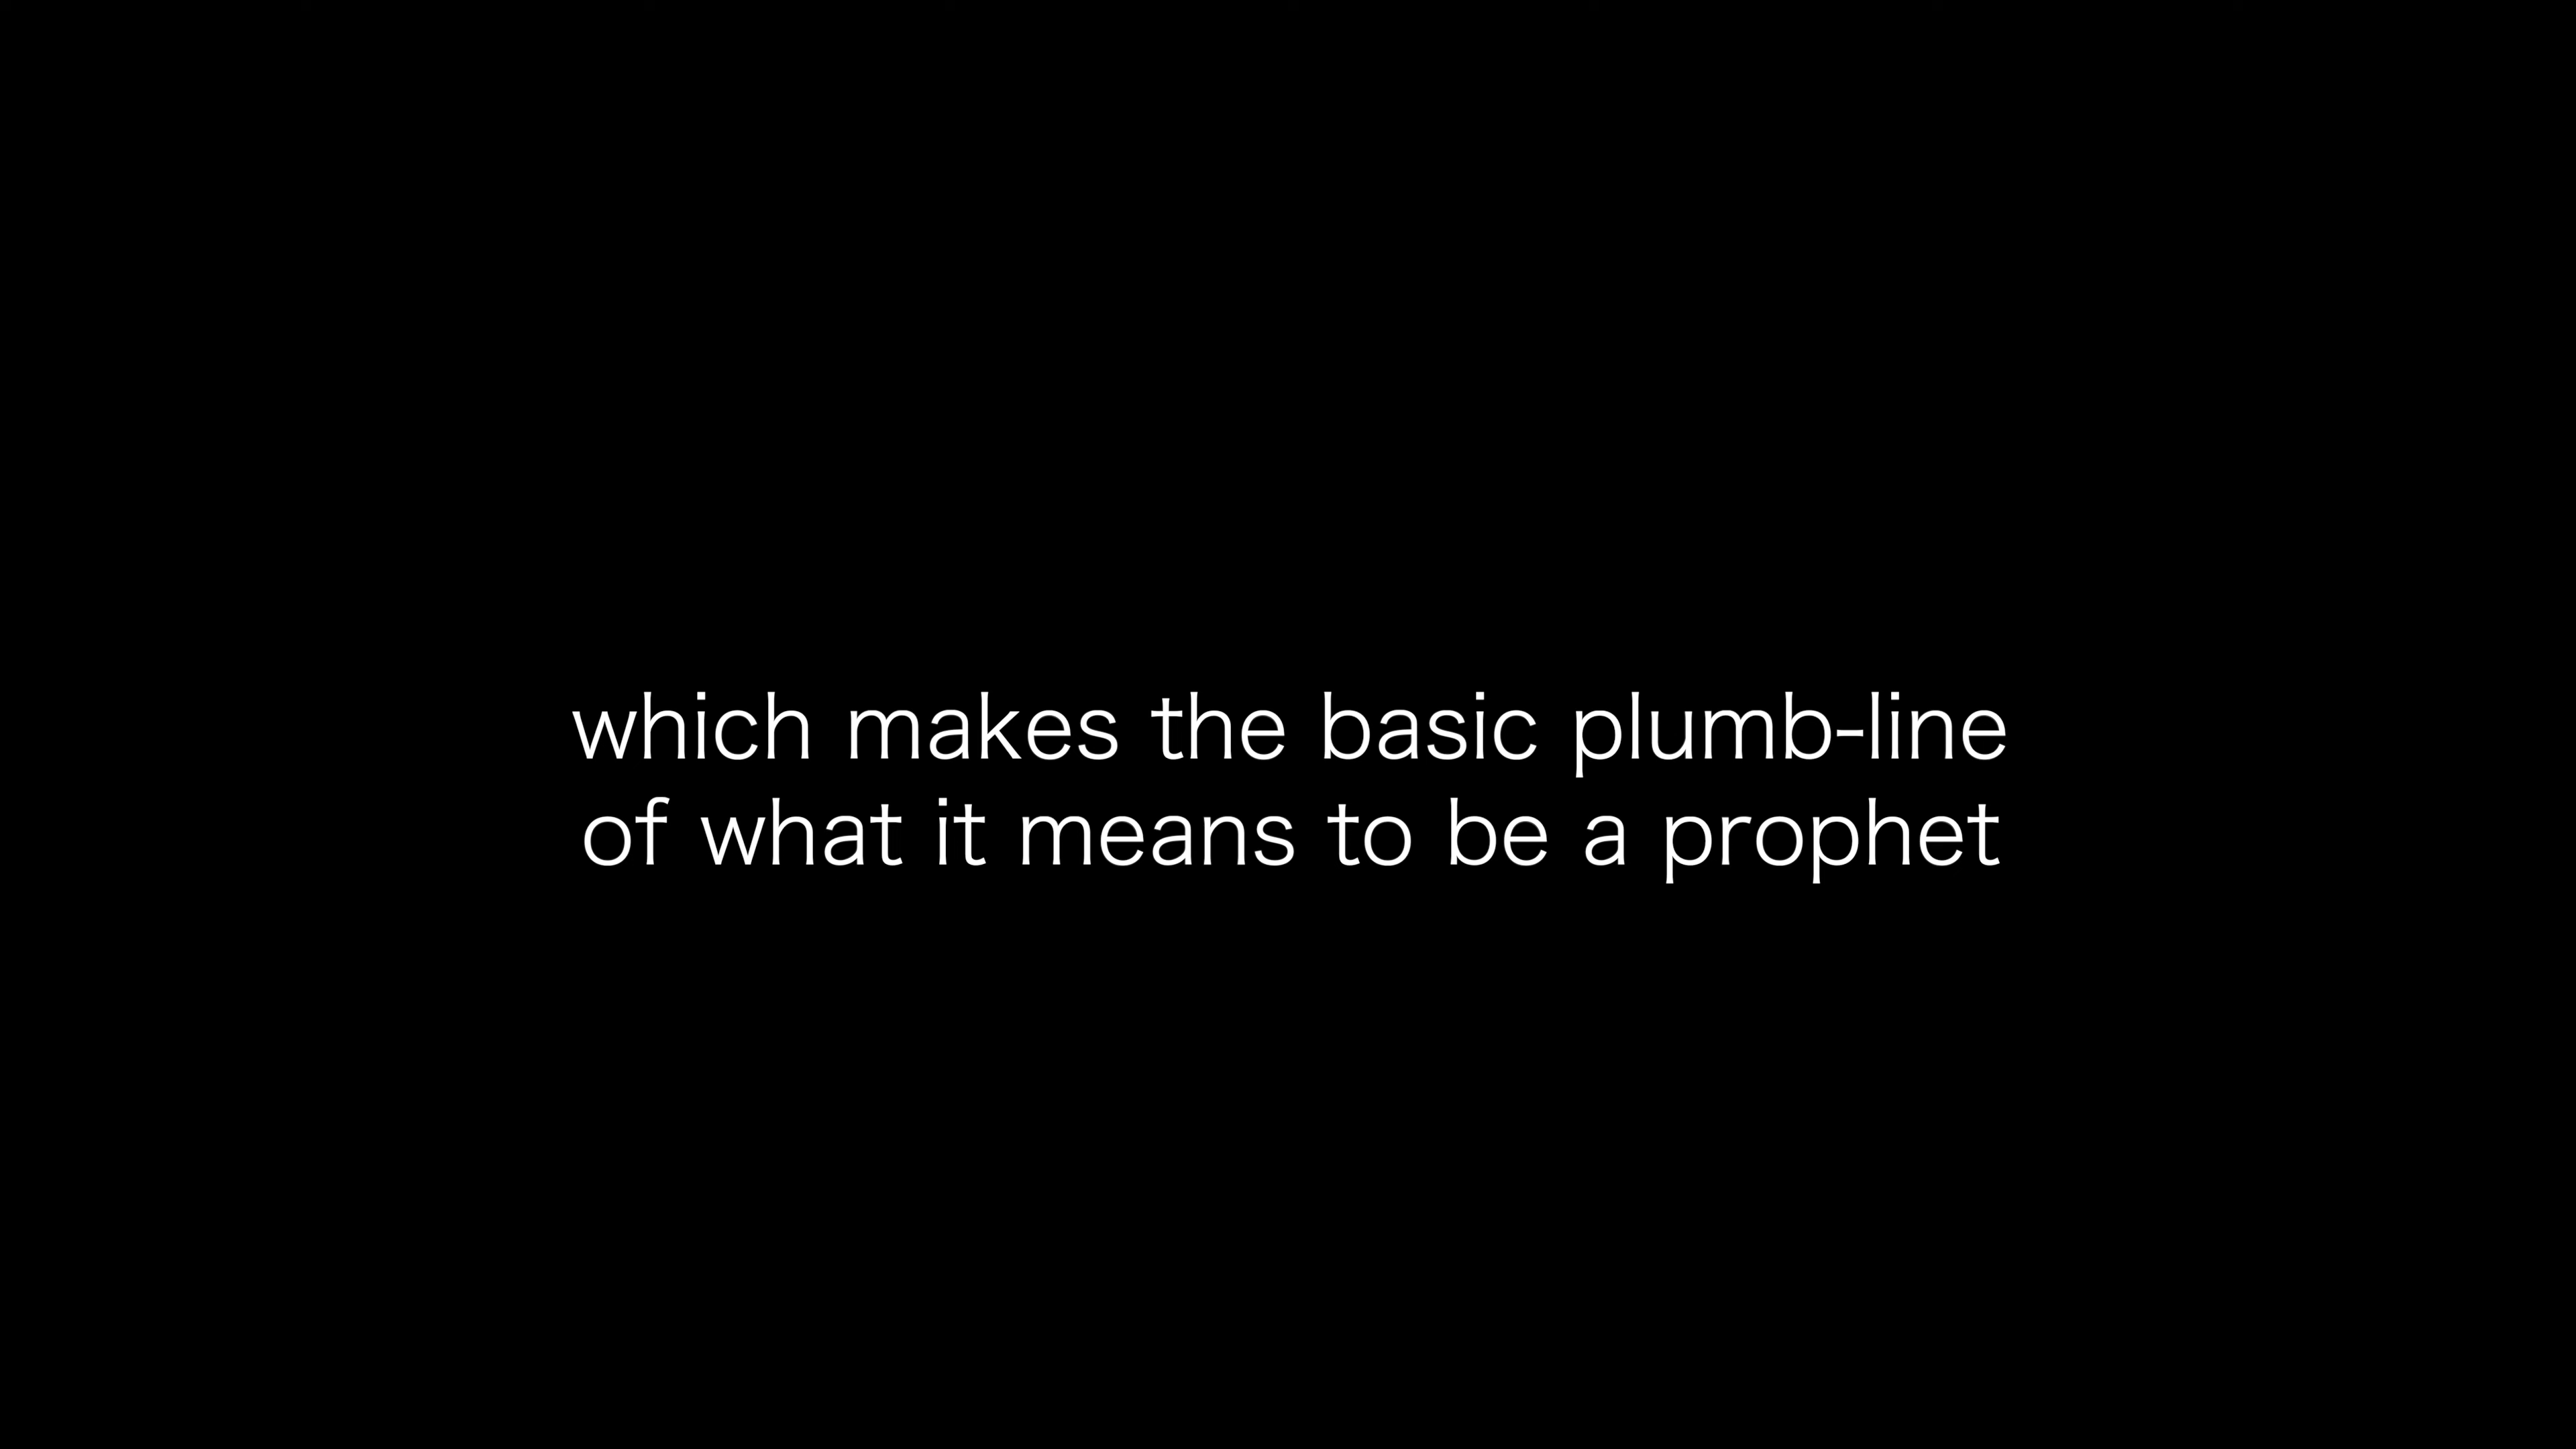 which makes the basic plumb-line
of what it means to be a prophet